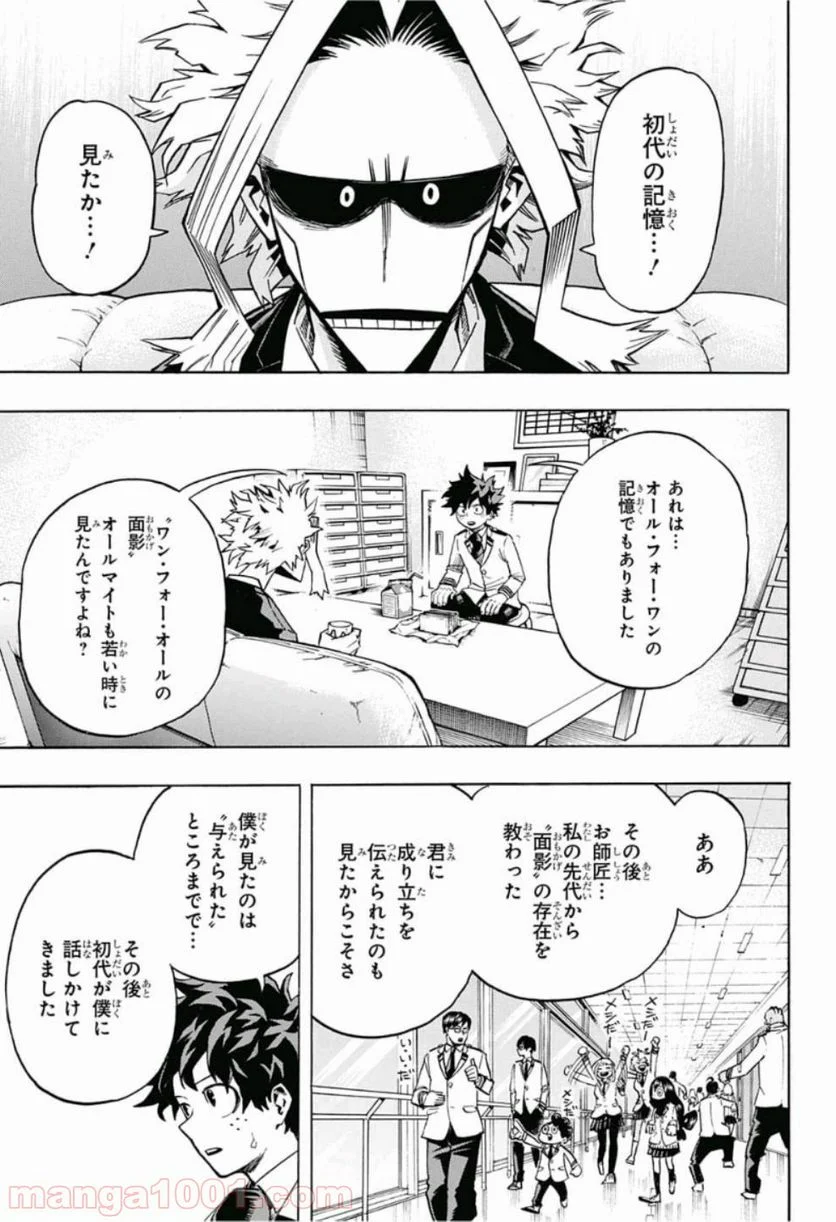 初代の記憶…!
見たか…!
あれは…
オール・フォー・ワンの
記憶でもありました
〝ワン・フォー・オールの
面影〟
オールマイトも若い時に
見たんですよね?
ああ
その後
お師匠…
私の先代から
〝面影〟の存在を
教わった
君に
成り立ちを
伝えられたのも
見たからこそさ
メシだー
メシだー!
メシだ
いい・だ!
僕が見たのは
〝与えられた〟
ところまでで…
その後
初代が僕に
話しかけて
きました
manga1001.com